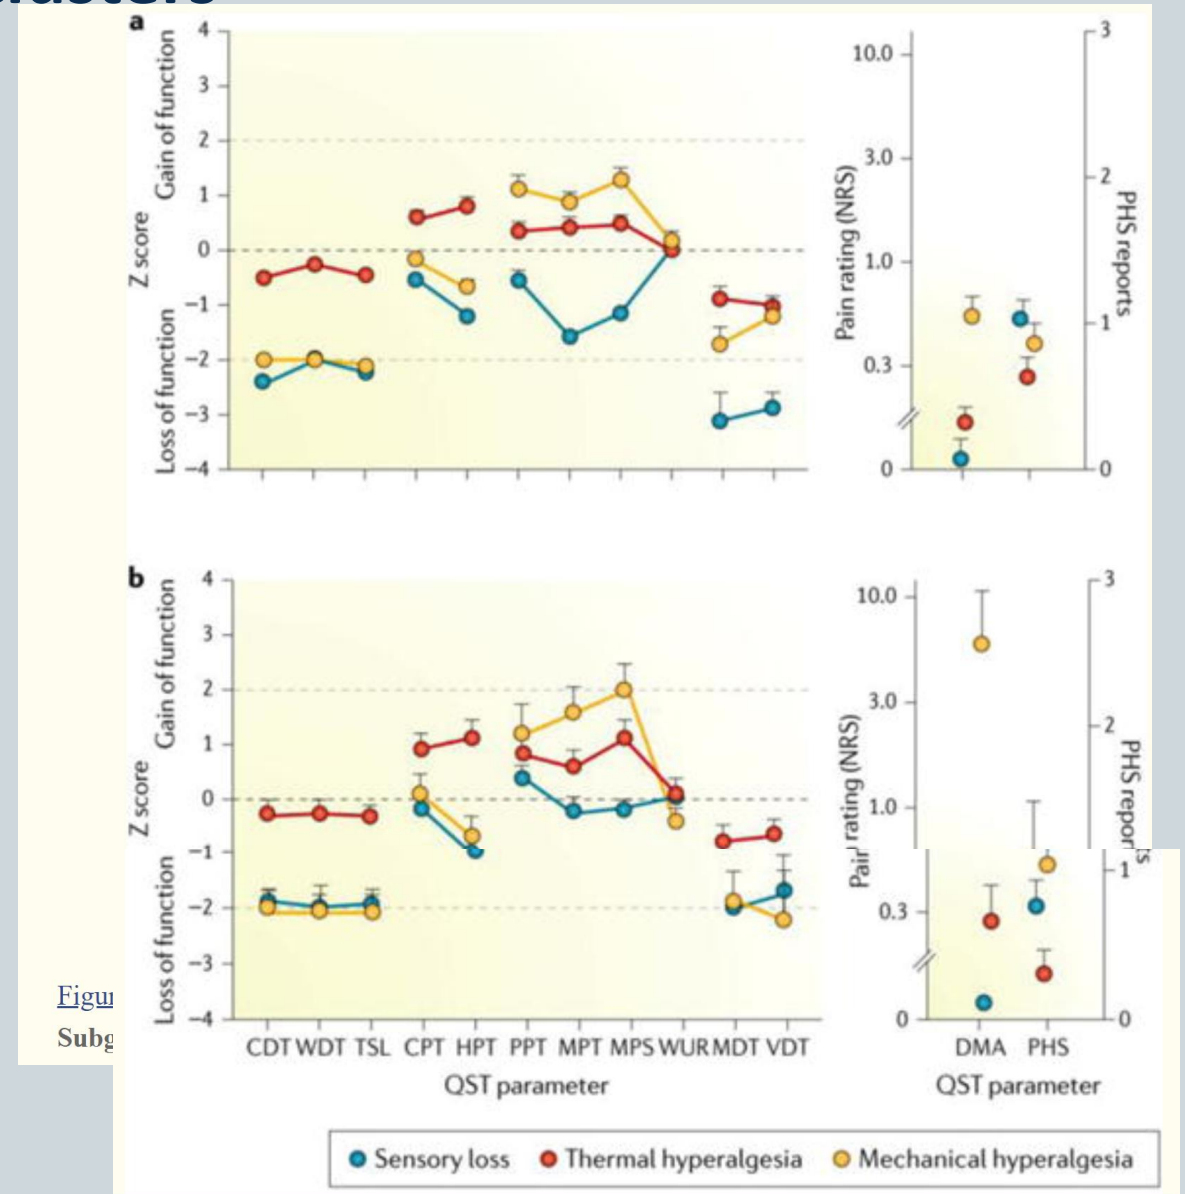 a
Gain of function
Z score
Loss of function
4
3
2
1
0
−1
−2
−3
−4
Pain rating (NRS)
10.0
3.0
1.0
0.3
0
3
2
1
0
PHS reports
b
Gain of function
Z score
Loss of function
4
3
2
1
0
−1
−2
−3
−4
CDT WDT TSL CPT HPT PPT MPT MPS WUR MDT VDT
QST parameter
rating (NRS)
10.0
3.0
1.0
0.3
0
3
2
1
0
PHS reports
DMA PHS
QST parameter
Sensory loss Thermal hyperalgesia Mechanical hyperalgesia
Figur
Subg